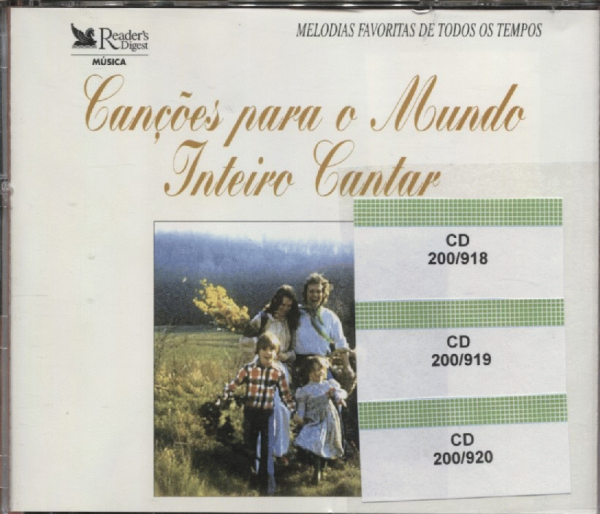 Reader's
Digest
MÚSICA
MELODIAS FAVORITAS DE TODOS OS TEMPOS
Canções para o Mundo
Inteiro Cantar
CD
200/918
CD
200/919
CD
200/920